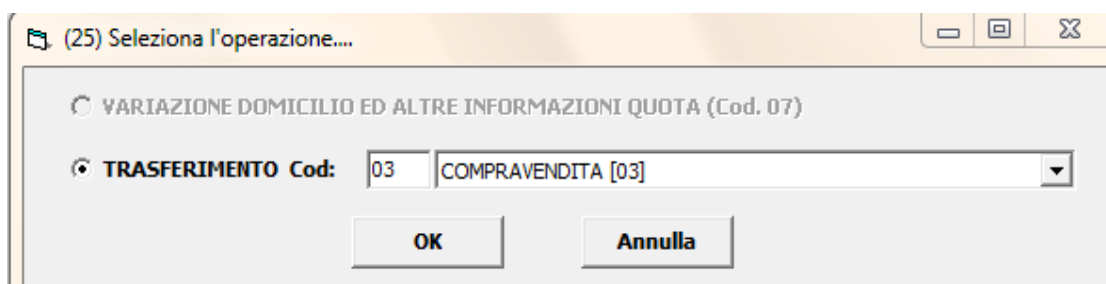 (25) Seleziona l'operazione....
VARIAZIONE DOMICILIO ED ALTRE INFORMAZIONI QUOTA (Cod. 07)
TRASFERIMENTO Cod: 03 COMPRAVENDITA [03]
OK Annulla